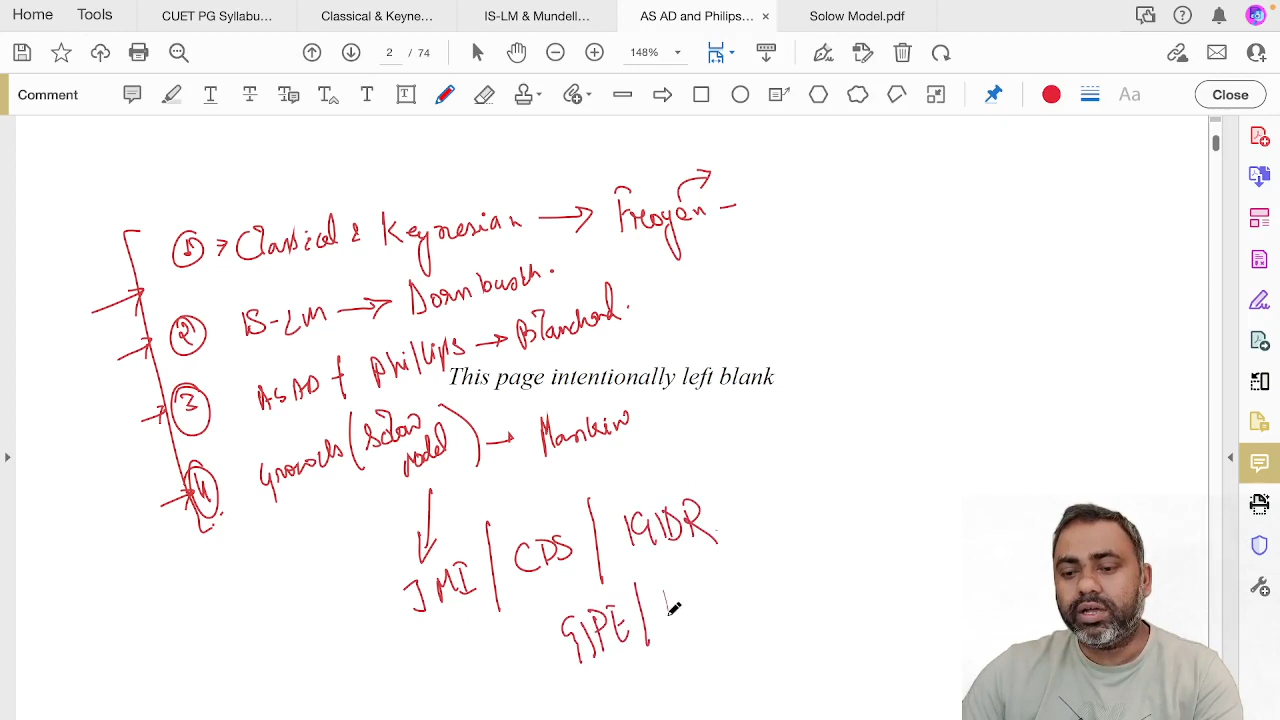 Home Tools CUET PG Syllabu... Classical & Keyne... IS-LM & Mundell... AS AD and Philips... × Solow Model.pdf
2 / 74 148%
Comment Aa Close
① → Classical & Keynesian → Froyen -
② IS-LM → Dornbusch.
③ AS AD + Phillips → Blanchard.
This page intentionally left blank
④ Growth (Solow Model) → Mankiw
JMI / CDS / IGIDR
GIPE /